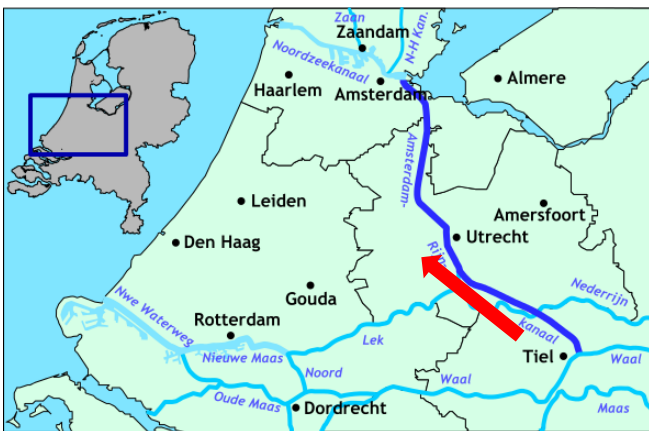 Zaan
Zaandam
N-H Kan.
Noordzeekanaal
Haarlem
Amsterdam
Almere
Amsterdam-
Leiden
Amersfoort
Den Haag
Utrecht
Rijn-
Gouda
Nederrijn
Nwe Waterweg
Rotterdam
kanaal
Lek
Nieuwe Maas
Tiel
Waal
Noord
Waal
Oude Maas
Dordrecht
Maas